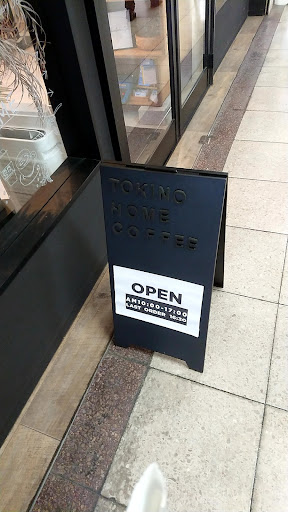 TOKINO
HOME
COFFEE
OPEN
AM10:00-17:00
LAST ORDER 16:30